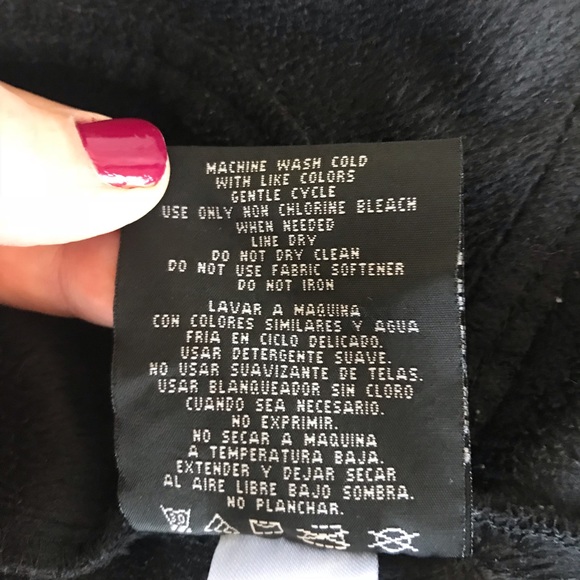 MACHINE WASH COLD
WITH LIKE COLORS
GENTLE CYCLE
USE ONLY NON CHLORINE BLEACH
WHEN NEEDED
LINE DRY
DO NOT DRY CLEAN
DO NOT USE FABRIC SOFTENER
DO NOT IRON
LAVAR A MAQUINA
CON COLORES SIMILARES Y AGUA
FRIA EN CICLO DELICADO.
USAR DETERGENTE SUAVE.
NO USAR SUAVIZANTE DE TELAS.
USAR BLANQUEADOR SIN CLORO
CUANDO SEA NECESARIO.
NO EXPRIMIR.
NO SECAR A MAQUINA
A TEMPERATURA BAJA.
EXTENDER Y DEJAR SECAR
AL AIRE LIBRE BAJO SOMBRA.
NO PLANCHAR.
30